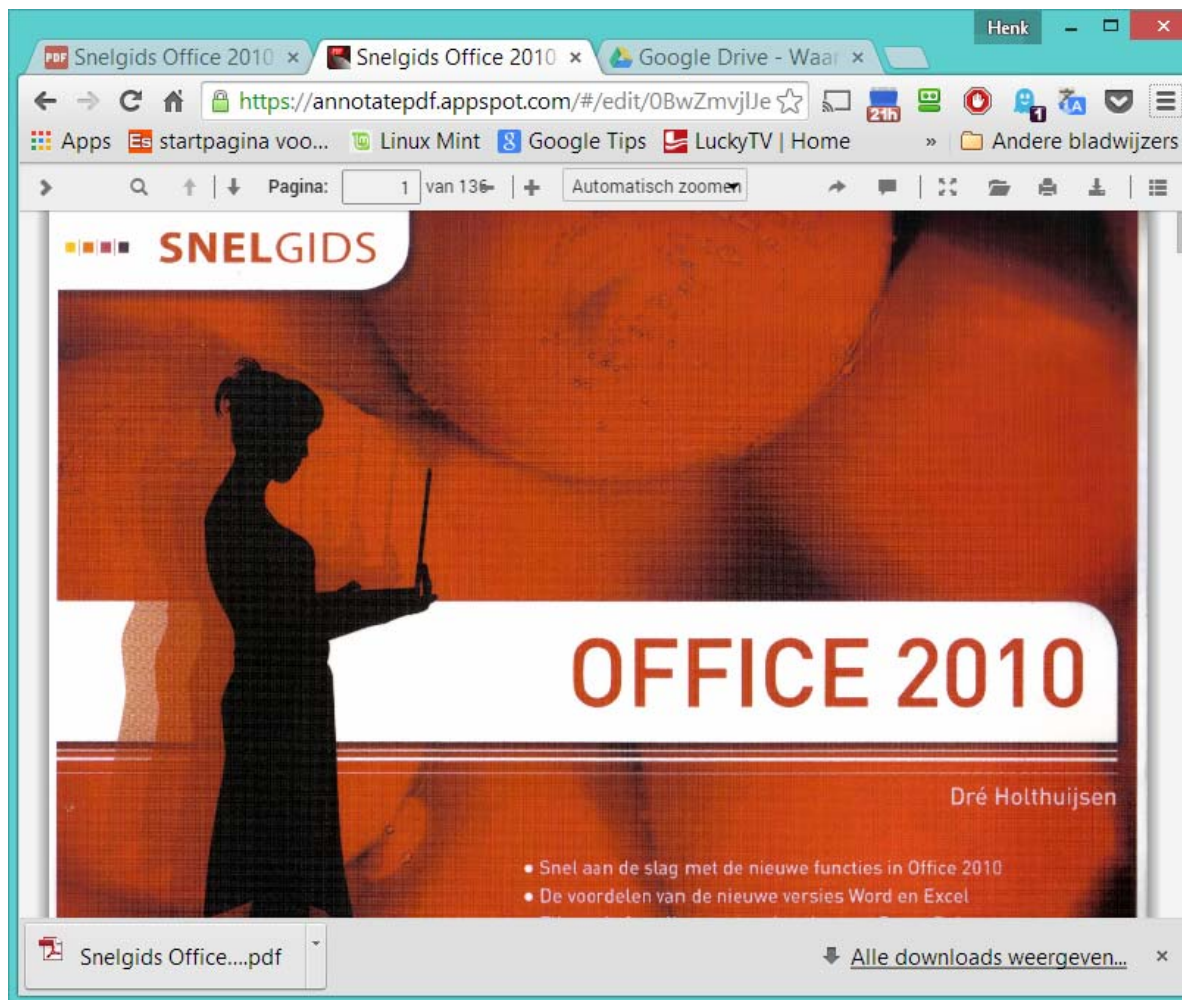 Henk
Snelgids Office 2010
Snelgids Office 2010
Google Drive - Waar
https://annotatepdf.appspot.com/#/edit/0BwZmvjlJe
21h
1
Apps
Es
startpagina voo...
Linux Mint
Google Tips
LuckyTV | Home
»
Andere bladwijzers
Pagina:
1
van 136
Automatisch zoomen
SNELGIDS
OFFICE 2010
Dré Holthuijsen
• Snel aan de slag met de nieuwe functies in Office 2010
• De voordelen van de nieuwe versies Word en Excel
Snelgids Office....pdf
Alle downloads weergeven...